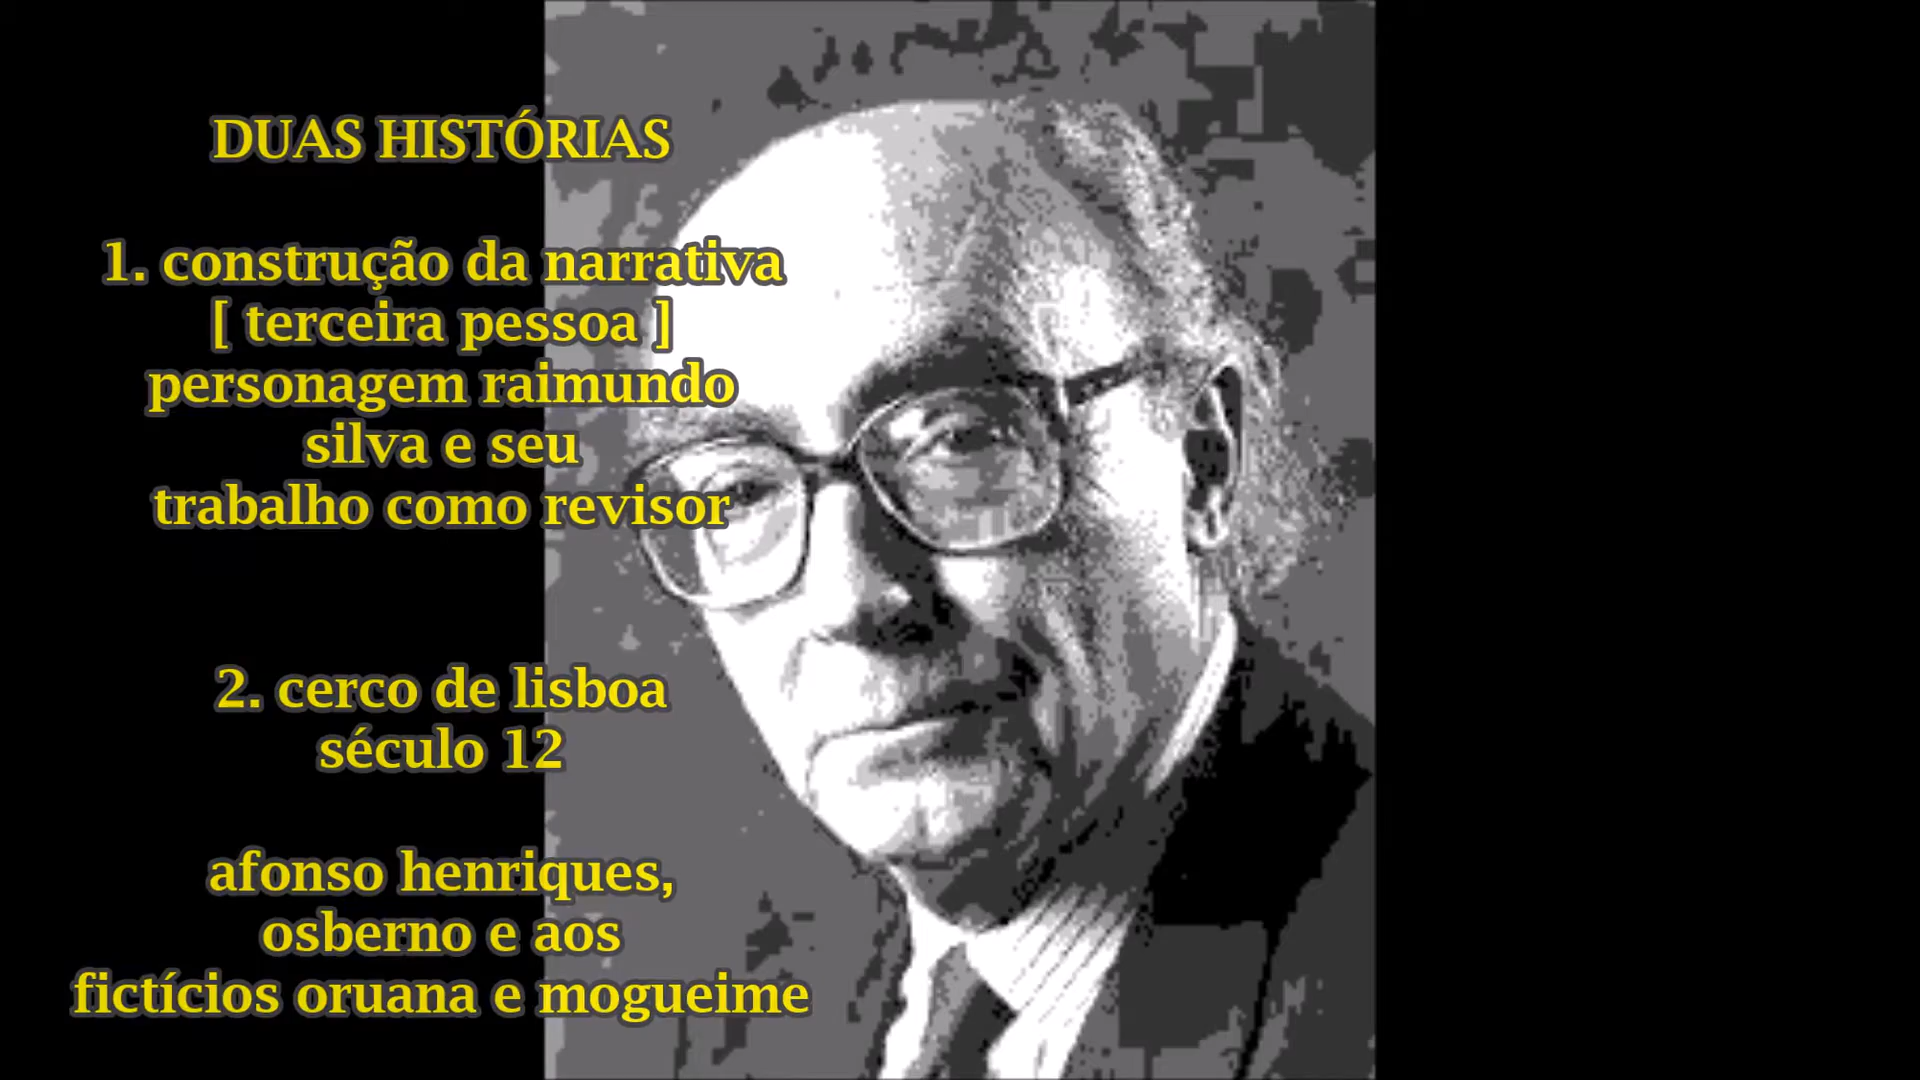 DUAS HISTÓRIAS
1. construção da narrativa
[ terceira pessoa ]
personagem raimundo
silva e seu
trabalho como revisor
2. cerco de lisboa
século 12
afonso henriques,
osberno e aos
fictícios oruana e mogueime